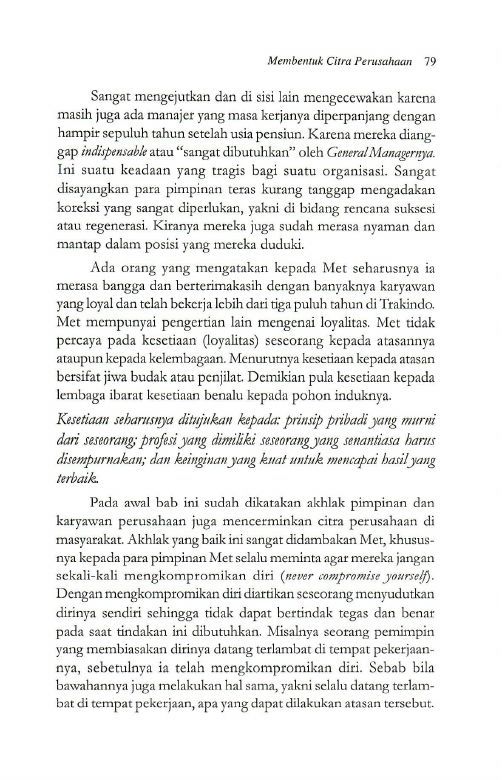 Membentuk Citra Perusahaan 79
Sangat mengejutkan dan di sisi lain mengecewakan karena
masih juga ada manajer yang masa kerjanya diperpanjang dengan
hampir sepuluh tahun setelah usia pensiun. Karena mereka diang-
gap indispensable atau “sangat dibutuhkan” oleh General Managernya.
Ini suatu keadaan yang tragis bagi suatu organisasi. Sangat
disayangkan para pimpinan teras kurang tanggap mengadakan
koreksi yang sangat diperlukan, yakni di bidang rencana suksesi
atau regenerasi. Kiranya mereka juga sudah merasa nyaman dan
mantap dalam posisi yang mereka duduki.
Ada orang yang mengatakan kepada Met seharusnya ia
merasa bangga dan berterimakasih dengan banyaknya karyawan
yang loyal dan telah bekerja lebih dari tiga puluh tahun di Trakindo.
Met mempunyai pengertian lain mengenai loyalitas. Met tidak
percaya pada kesetiaan (loyalitas) seseorang kepada atasannya
ataupun kepada kelembagaan. Menurutnya kesetiaan kepada atasan
bersifat jiwa budak atau penjilat. Demikian pula kesetiaan kepada
lembaga ibarat kesetiaan benalu kepada pohon induknya.
Kesetiaan seharusnya ditujukan kepada: prinsip pribadi yang murni
dari seseorang; profesi yang dimiliki seseorang yang senantiasa harus
disempurnakan; dan keinginan yang kuat untuk mencapai hasil yang
terbaik.
Pada awal bab ini sudah dikatakan akhlak pimpinan dan
karyawan perusahaan juga mencerminkan citra perusahaan di
masyarakat. Akhlak yang baik ini sangat didambakan Met, khusus-
nya kepada para pimpinan Met selalu meminta agar mereka jangan
sekali-kali mengkompromikan diri (never compromise yourself).
Dengan mengkompromikan diri diartikan seseorang menyudutkan
dirinya sendiri sehingga tidak dapat bertindak tegas dan benar
pada saat tindakan ini dibutuhkan. Misalnya seorang pemimpin
yang membiasakan dirinya datang terlambat di tempat pekerjaan-
nya, sebetulnya ia telah mengkompromikan diri. Sebab bila
bawahannya juga melakukan hal sama, yakni selalu datang terlam-
bat di tempat pekerjaan, apa yang dapat dilakukan atasan tersebut.